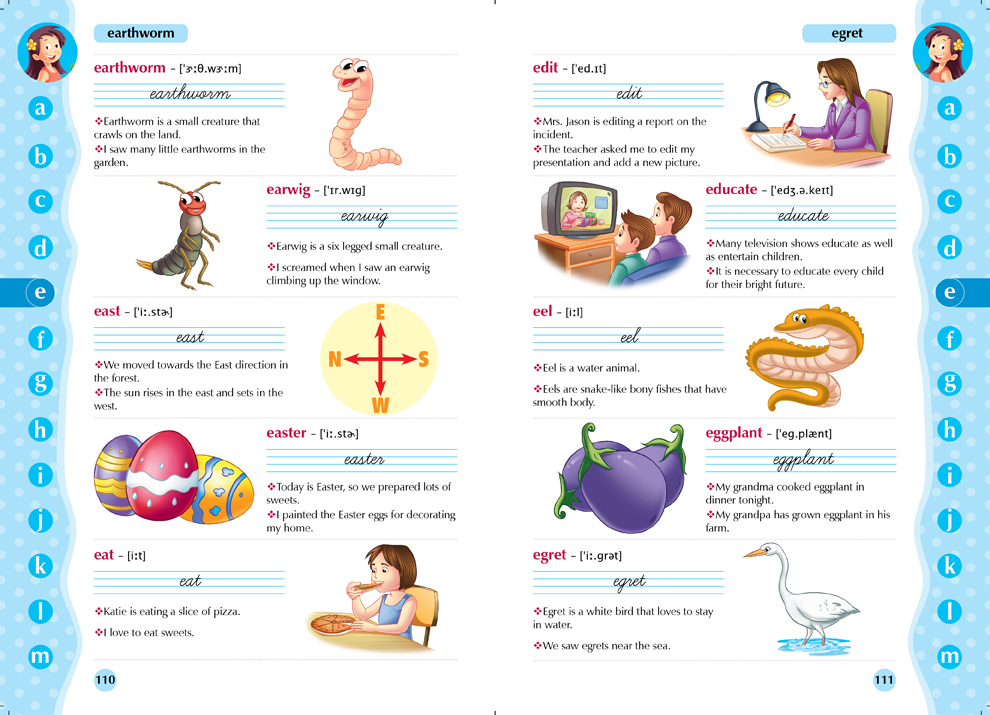 earthworm
a
b
c
d
e
f
g
h
i
j
k
l
m
earthworm – ['ɝː.θ.wɝːm]
earthworm
❖Earthworm is a small creature that
crawls on the land.
❖I saw many little earthworms in the
garden.
earwig – ['ɪr.wɪg]
earwig
❖Earwig is a six legged small creature.
❖I screamed when I saw an earwig
climbing up the window.
east – ['iː.stɚ]
east
❖We moved towards the East direction in
the forest.
❖The sun rises in the east and sets in the
west.
E
N S
W
easter – ['iː.stɚ]
easter
❖Today is Easter, so we prepared lots of
sweets.
❖I painted the Easter eggs for decorating
my home.
eat – [iːt]
eat
❖Katie is eating a slice of pizza.
❖I love to eat sweets.
110
egret
edit – ['ed.ɪt]
edit
❖Mrs. Jason is editing a report on the
incident.
❖The teacher asked me to edit my
presentation and add a new picture.
educate – ['edʒ.ə.keɪt]
educate
❖Many television shows educate as well
as entertain children.
❖It is necessary to educate every child
for their bright future.
eel – [iːl]
eel
❖Eel is a water animal.
❖Eels are snake-like bony fishes that have
smooth body.
eggplant – ['eg.plænt]
eggplant
❖My grandma cooked eggplant in
dinner tonight.
❖My grandpa has grown eggplant in his
farm.
egret – ['iː.grət]
egret
❖Egret is a white bird that loves to stay
in water.
❖We saw egrets near the sea.
111
a
b
c
d
e
f
g
h
i
j
k
l
m